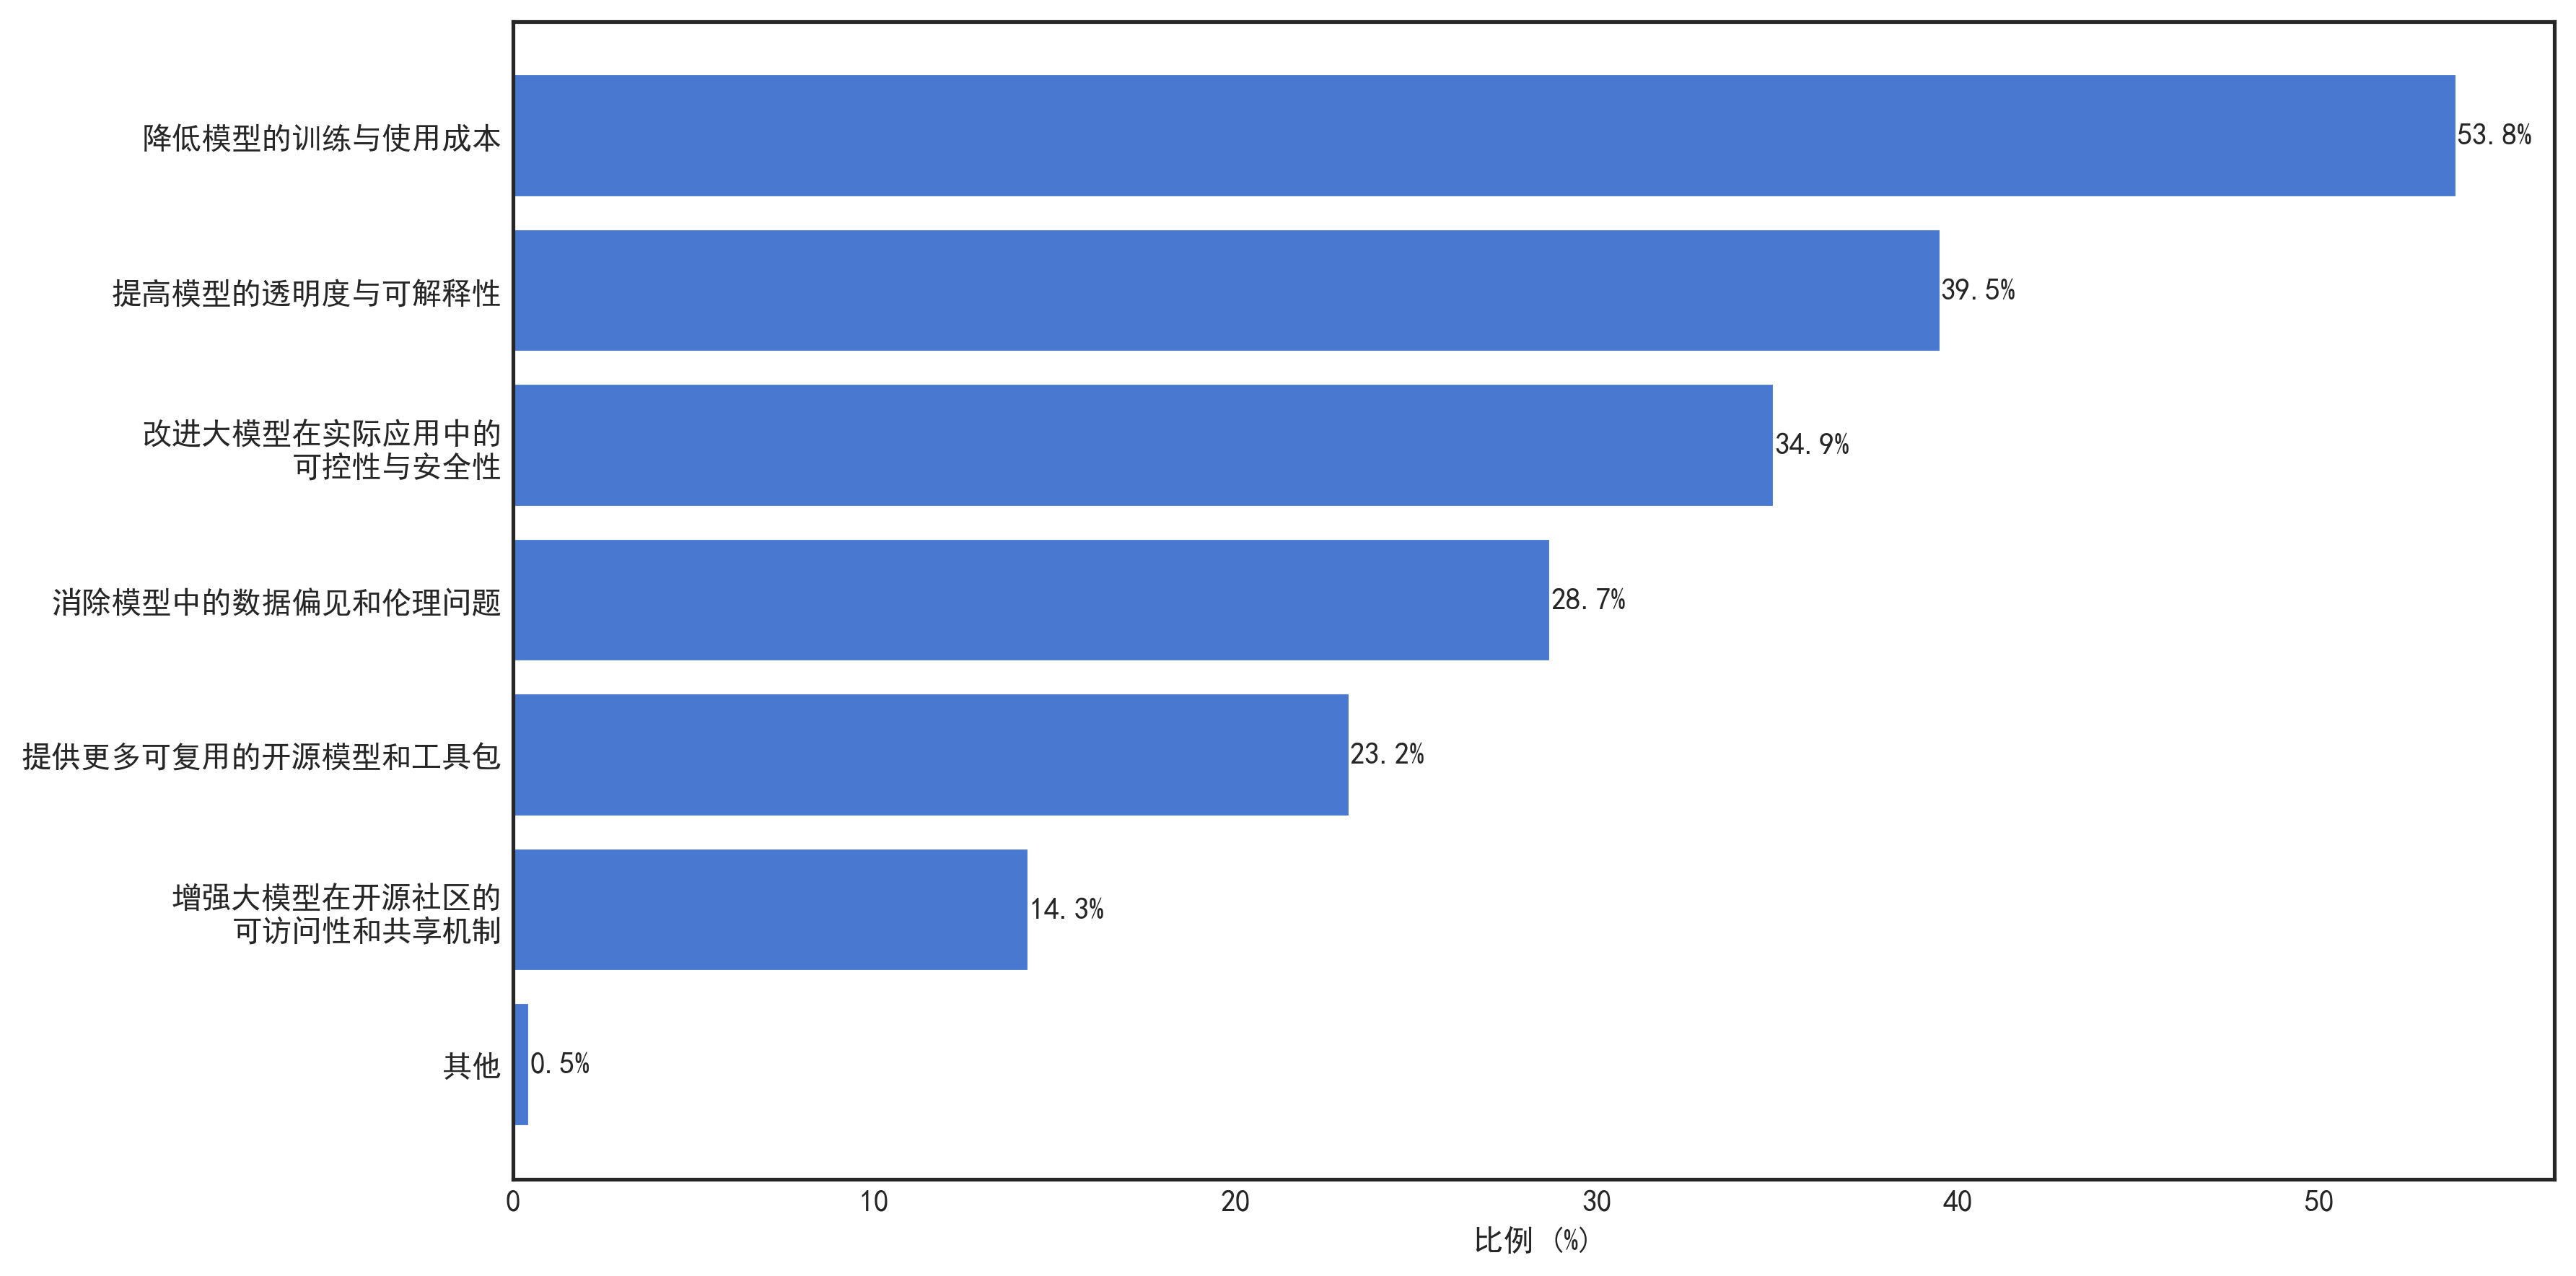 降低模型的训练与使用成本
53.8%
提高模型的透明度与可解释性
39.5%
改进大模型在实际应用中的
可控性与安全性
34.9%
消除模型中的数据偏见和伦理问题
28.7%
提供更多可复用的开源模型和工具包
23.2%
增强大模型在开源社区的
可访问性和共享机制
14.3%
其他
0.5%
0 10 20 30 40 50
比例 (%)